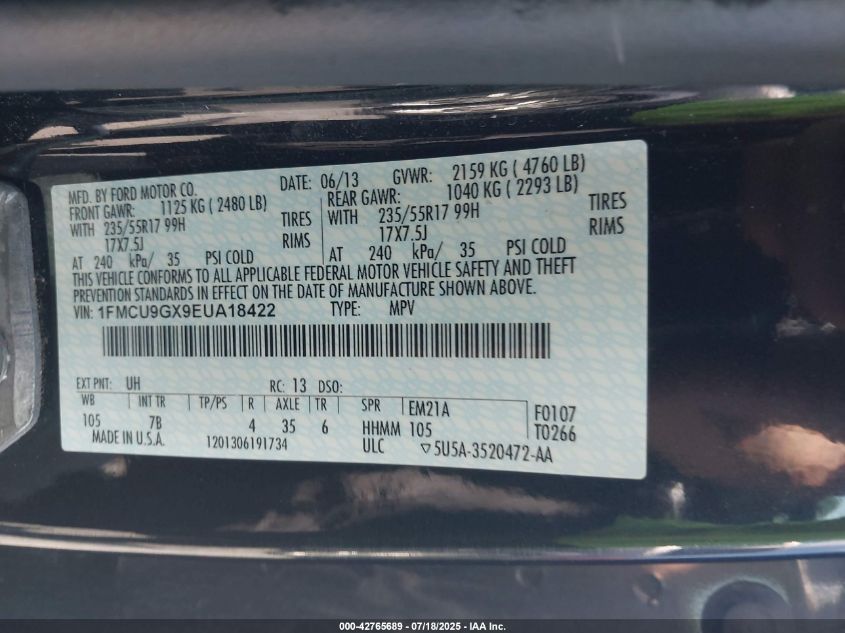 MFD. BY FORD MOTOR CO. DATE: 06/13 GVWR: 2159 KG ( 4760 LB)
FRONT GAWR: 1125 KG ( 2480 LB) REAR GAWR: 1040 KG ( 2293 LB)
WITH 235/55R17 99H TIRES WITH 235/55R17 99H TIRES
17X7.5J RIMS 17X7.5J RIMS
AT 240 kPa/ 35 PSI COLD AT 240 kPa/ 35 PSI COLD
THIS VEHICLE CONFORMS TO ALL APPLICABLE FEDERAL MOTOR VEHICLE SAFETY AND THEFT
PREVENTION STANDARDS IN EFFECT ON THE DATE OF MANUFACTURE SHOWN ABOVE.
VIN: 1FMCU9GX9EUA18422 TYPE: MPV
EXT PNT: UH RC: 13 DSO:
WB INT TR TP/PS R AXLE TR SPR EM21A F0107
105 7B 4 35 6 HHMM 105 T0266
MADE IN U.S.A. 1201306191734 ULC ▽5U5A-3520472-AA
000-42765689 - 07/18/2025 - IAA Inc.